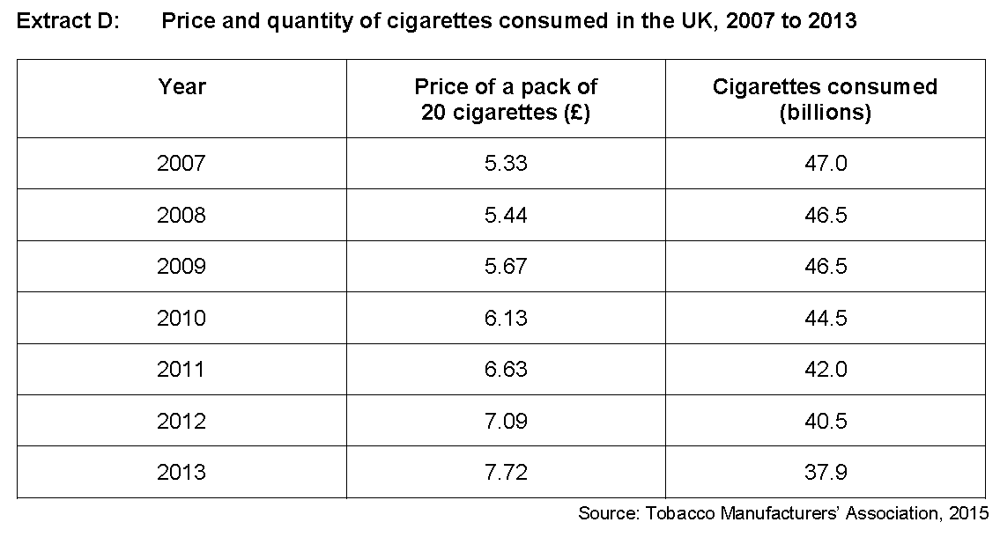 Extract D: Price and quantity of cigarettes consumed in the UK, 2007 to 2013
Year Price of a pack of 20 cigarettes (£) Cigarettes consumed (billions)
2007 5.33 47.0
2008 5.44 46.5
2009 5.67 46.5
2010 6.13 44.5
2011 6.63 42.0
2012 7.09 40.5
2013 7.72 37.9
Source: Tobacco Manufacturers’ Association, 2015